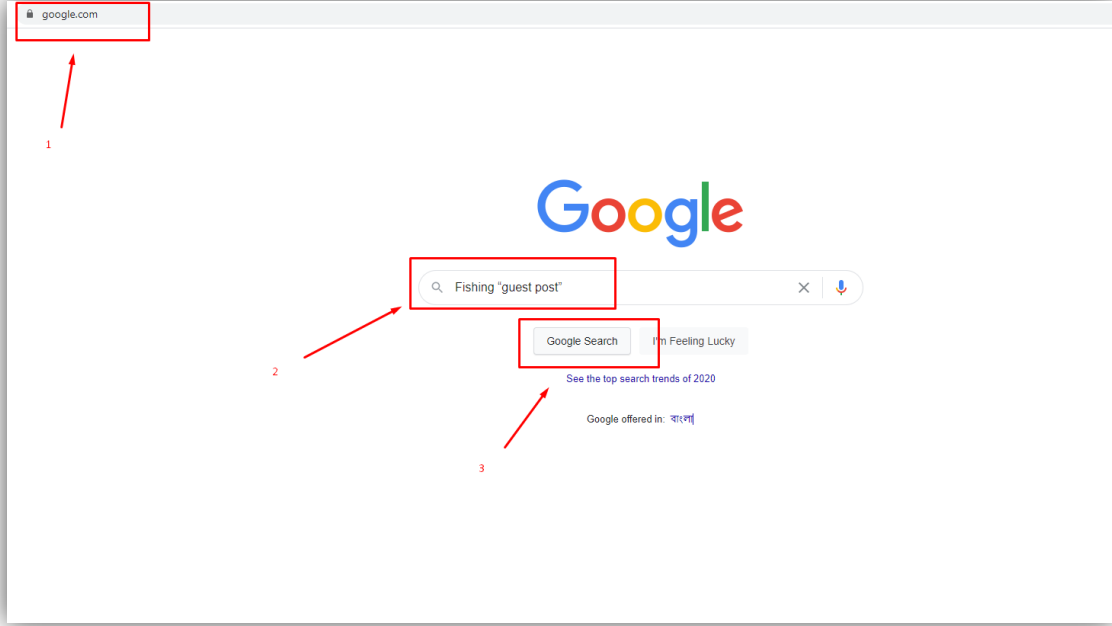 google.com
1
Google
Fishing “guest post”
Google Search I'm Feeling Lucky
2
See the top search trends of 2020
Google offered in: বাংলা
3